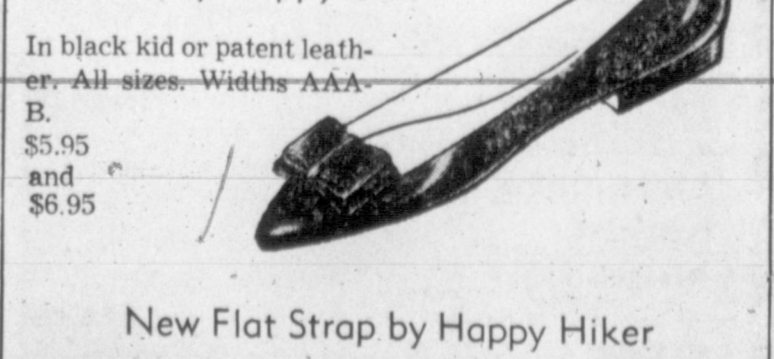 In black kid or patent leath-
er. All sizes. Widths AAA-
B.
$5.95
and
$6.95
New Flat Strap by Happy Hiker